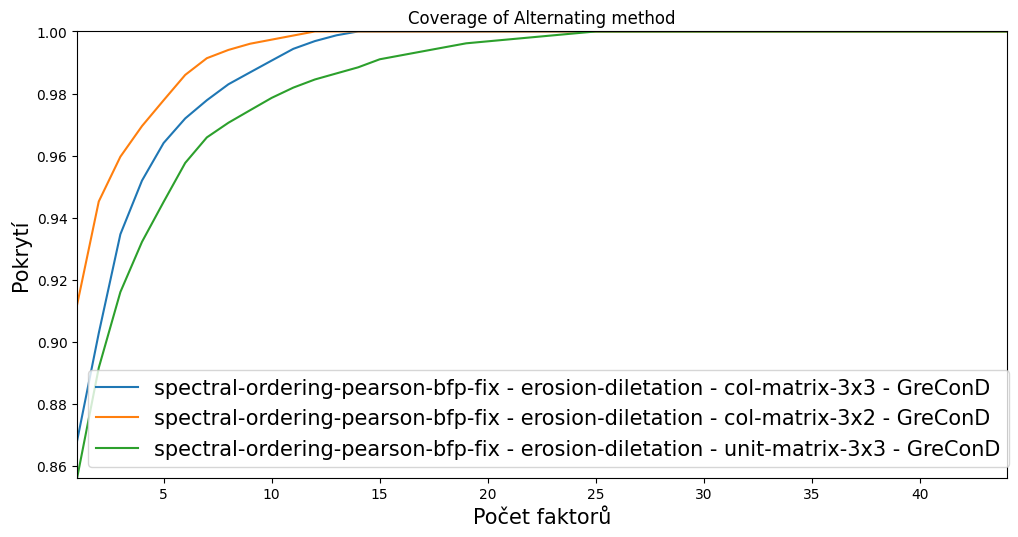 Coverage of Alternating method
1.00
0.98
0.96
0.94
0.92
0.90
0.88
0.86
Pokrytí
spectral-ordering-pearson-bfp-fix - erosion-diletation - col-matrix-3x3 - GreConD
spectral-ordering-pearson-bfp-fix - erosion-diletation - col-matrix-3x2 - GreConD
spectral-ordering-pearson-bfp-fix - erosion-diletation - unit-matrix-3x3 - GreConD
5 10 15 20 25 30 35 40
Počet faktorů